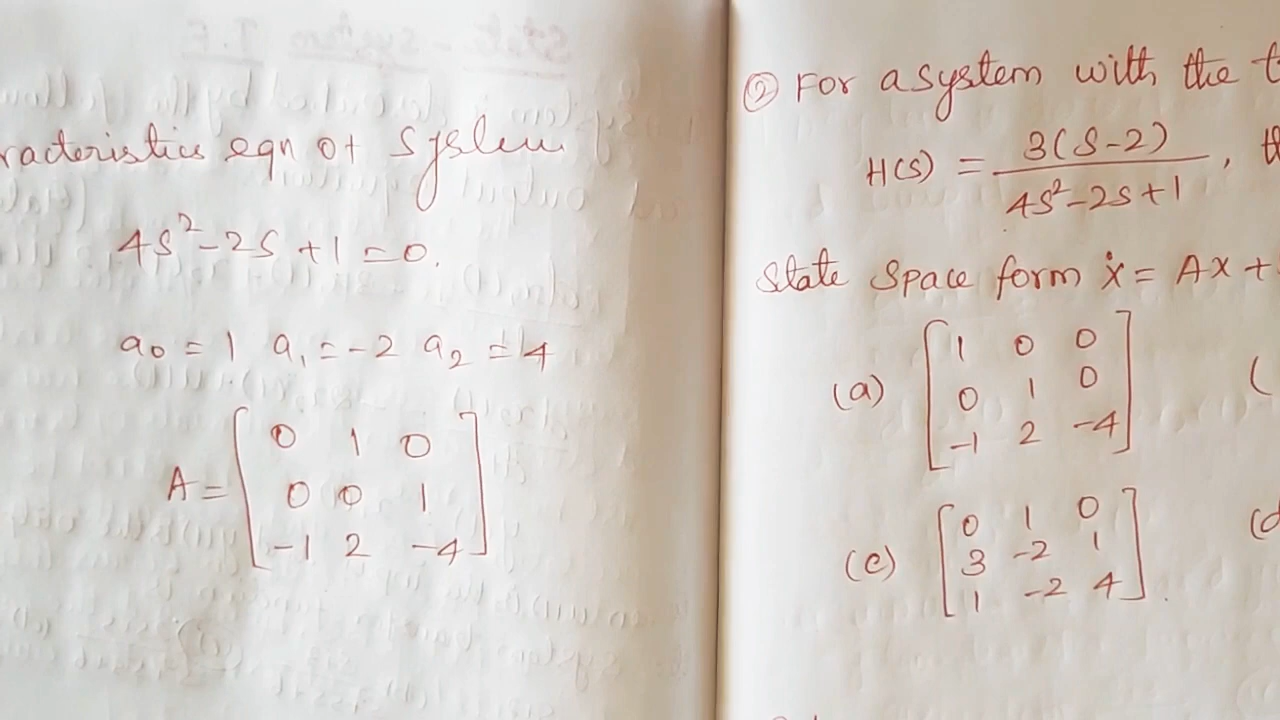 racteristics eqn of System
4s²-2s+1=0.
a₀ = 1 a₁ = -2 a₂ = 4
A = [0 1 0
0 0 1
-1 2 -4]
② For a system with the t
H(s) = 3(s-2) / 4s²-2s+1 ,
State Space form ẋ = Ax +
(a) [1 0 0
0 1 0
-1 2 -4]
(c) [0 1 0
3 -2 1
1 -2 4].